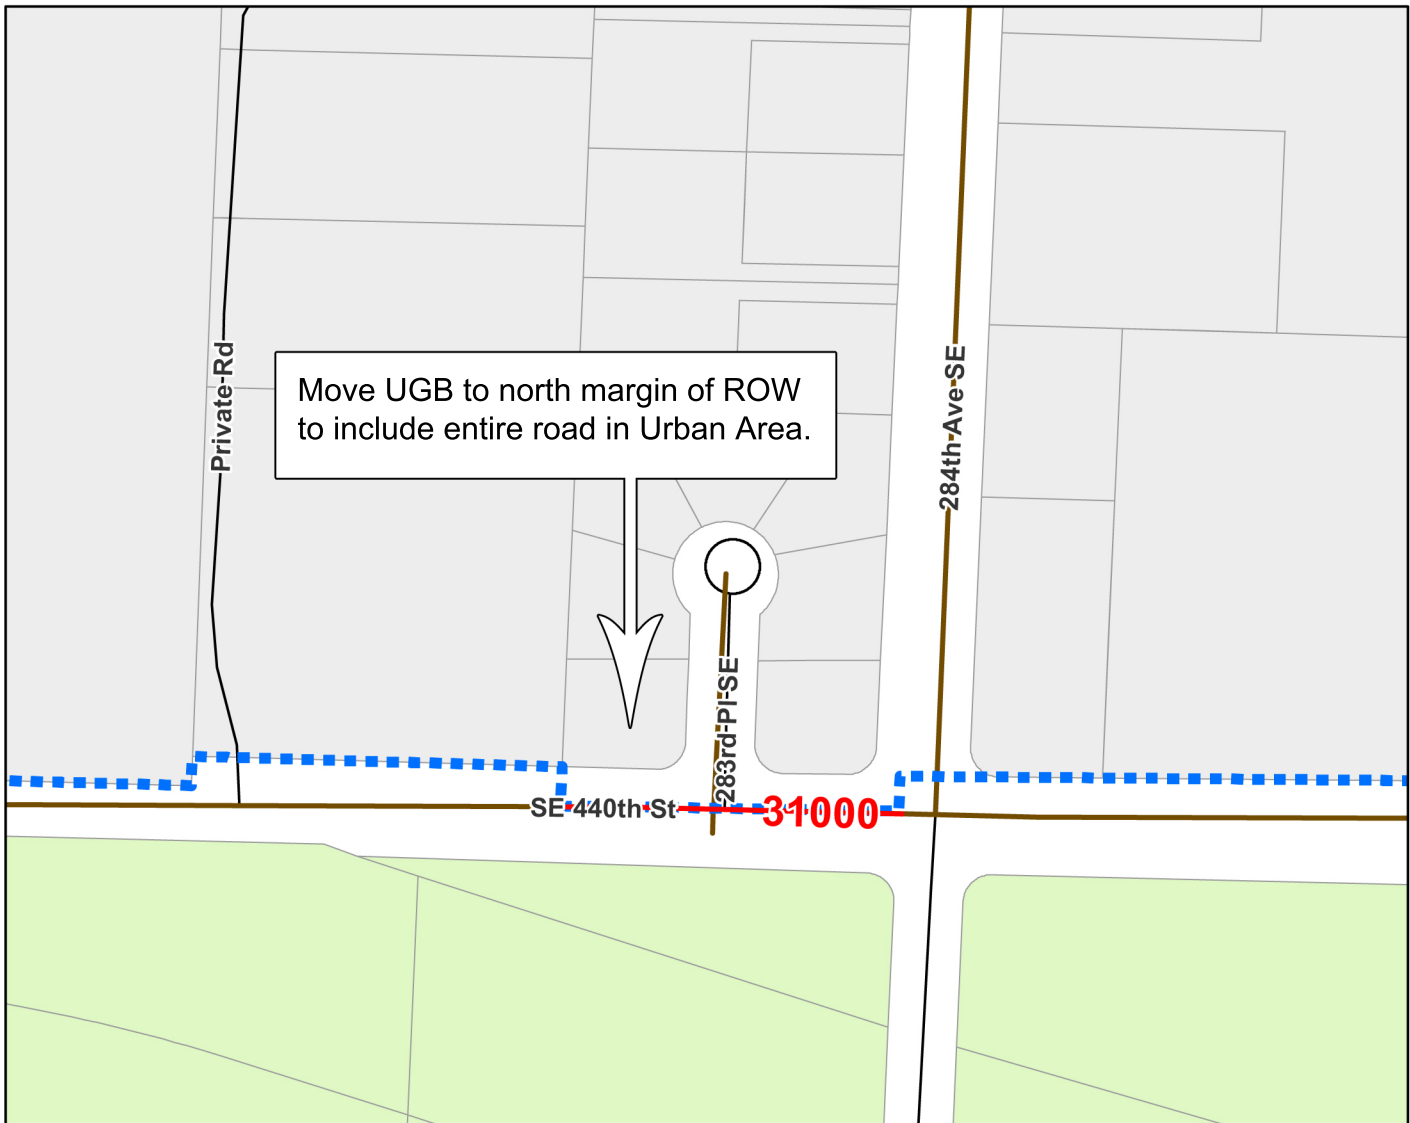 Move UGB to north margin of ROW
to include entire road in Urban Area.
Private Rd
284th Ave SE
283rd Pl SE
SE 440th St
31000